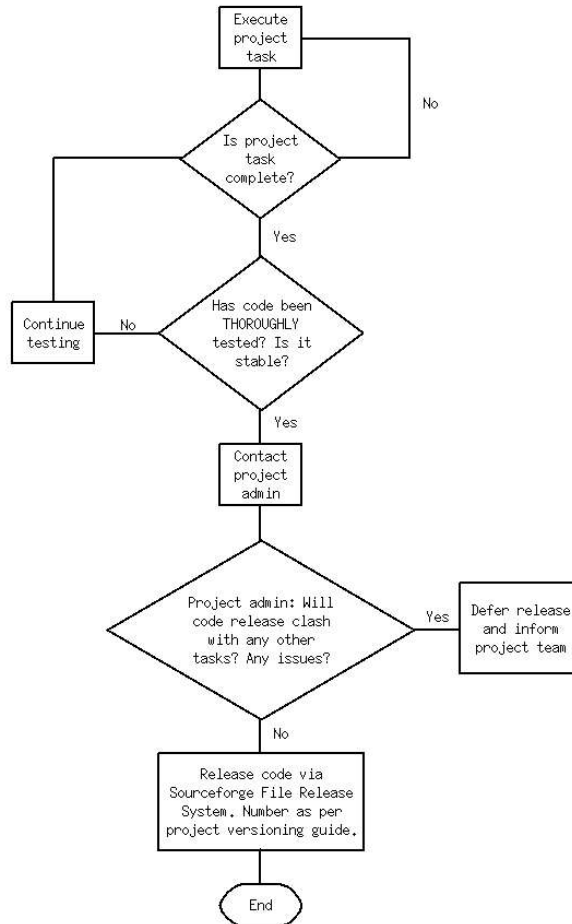 Execute
project
task
No
Is project
task
complete?
Yes
Has code been
THOROUGHLY
tested? Is it
stable?
No
Continue
testing
Yes
Contact
project
admin
Project admin: Will
code release clash
with any other
tasks? Any issues?
Yes
Defer release
and inform
project team
No
Release code via
Sourceforge File Release
System. Number as per
project versioning guide.
End